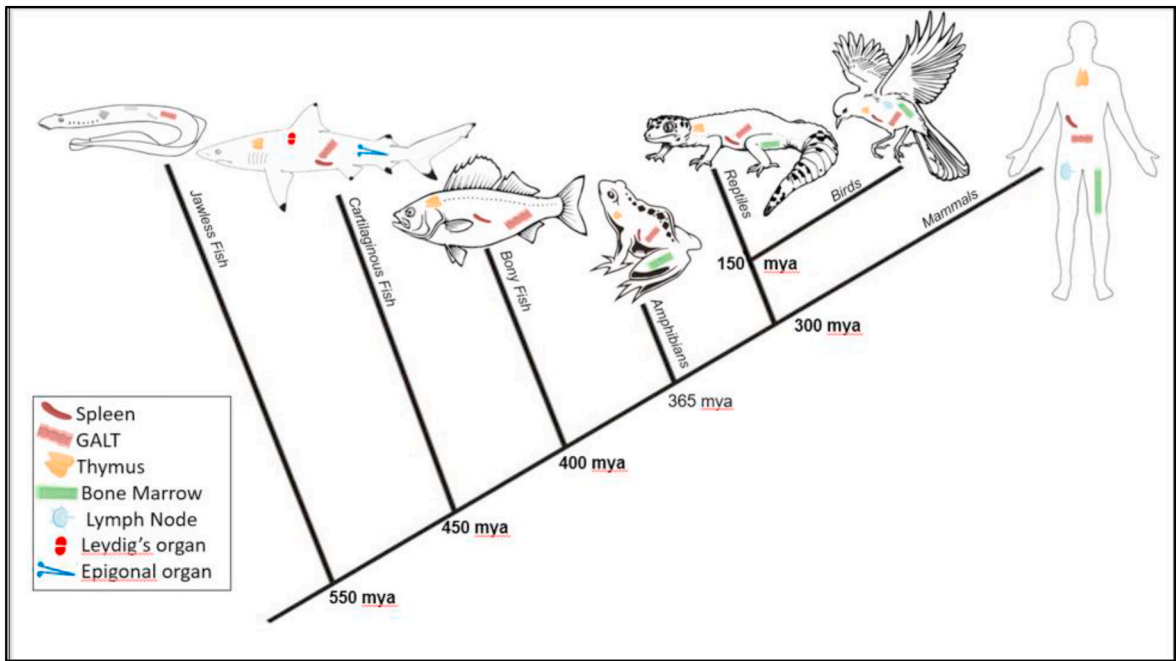 Jawless Fish
Cartilaginous Fish
Bony Fish
Amphibians
Reptiles
Birds
Mammals
150 mya
300 mya
365 mya
400 mya
450 mya
550 mya
Spleen
GALT
Thymus
Bone Marrow
Lymph Node
Leydig's organ
Epigonal organ